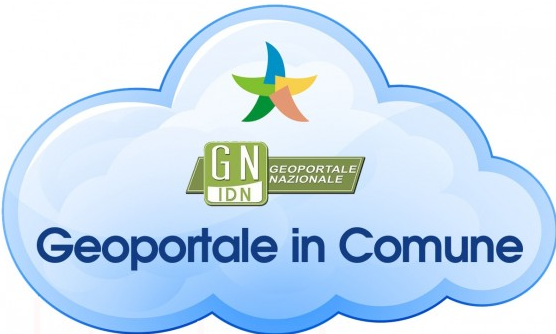 GN
IDN
GEOPORTALE
NAZIONALE
Geoportale in Comune